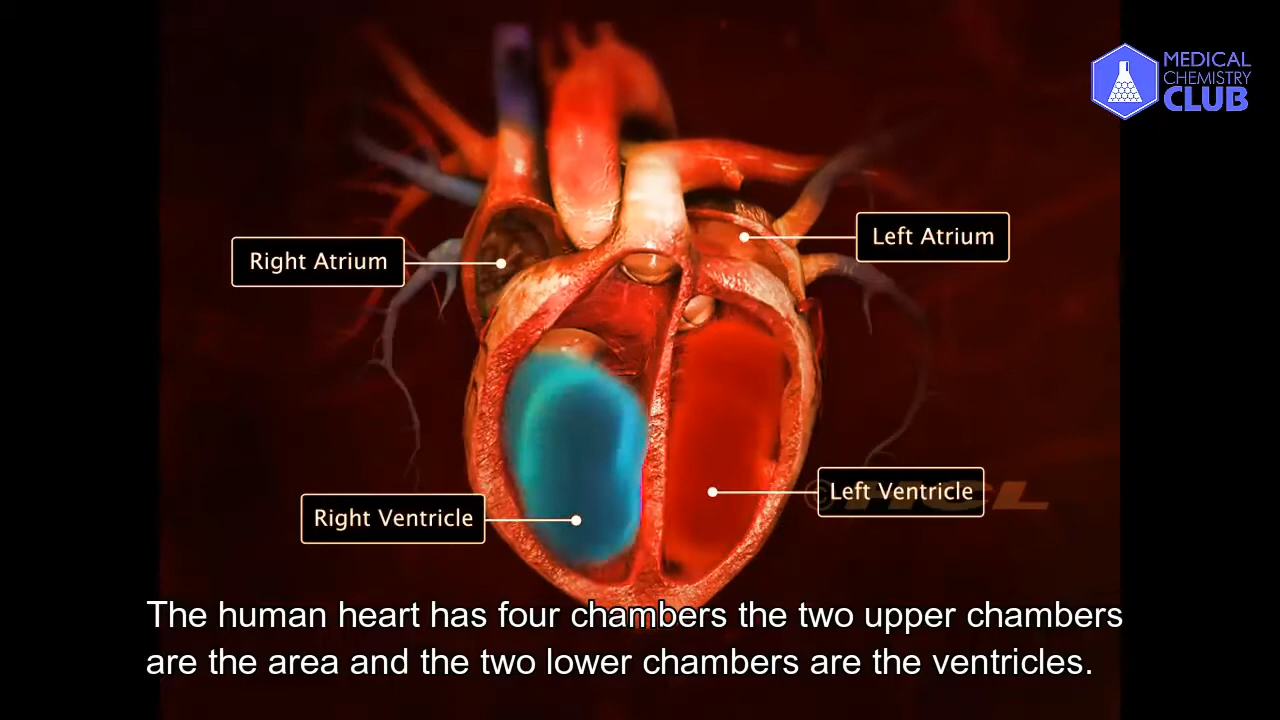 MEDICAL
CHEMISTRY
CLUB
Left Atrium
Right Atrium
Left Ventricle
Right Ventricle
The human heart has four chambers the two upper chambers
are the area and the two lower chambers are the ventricles.